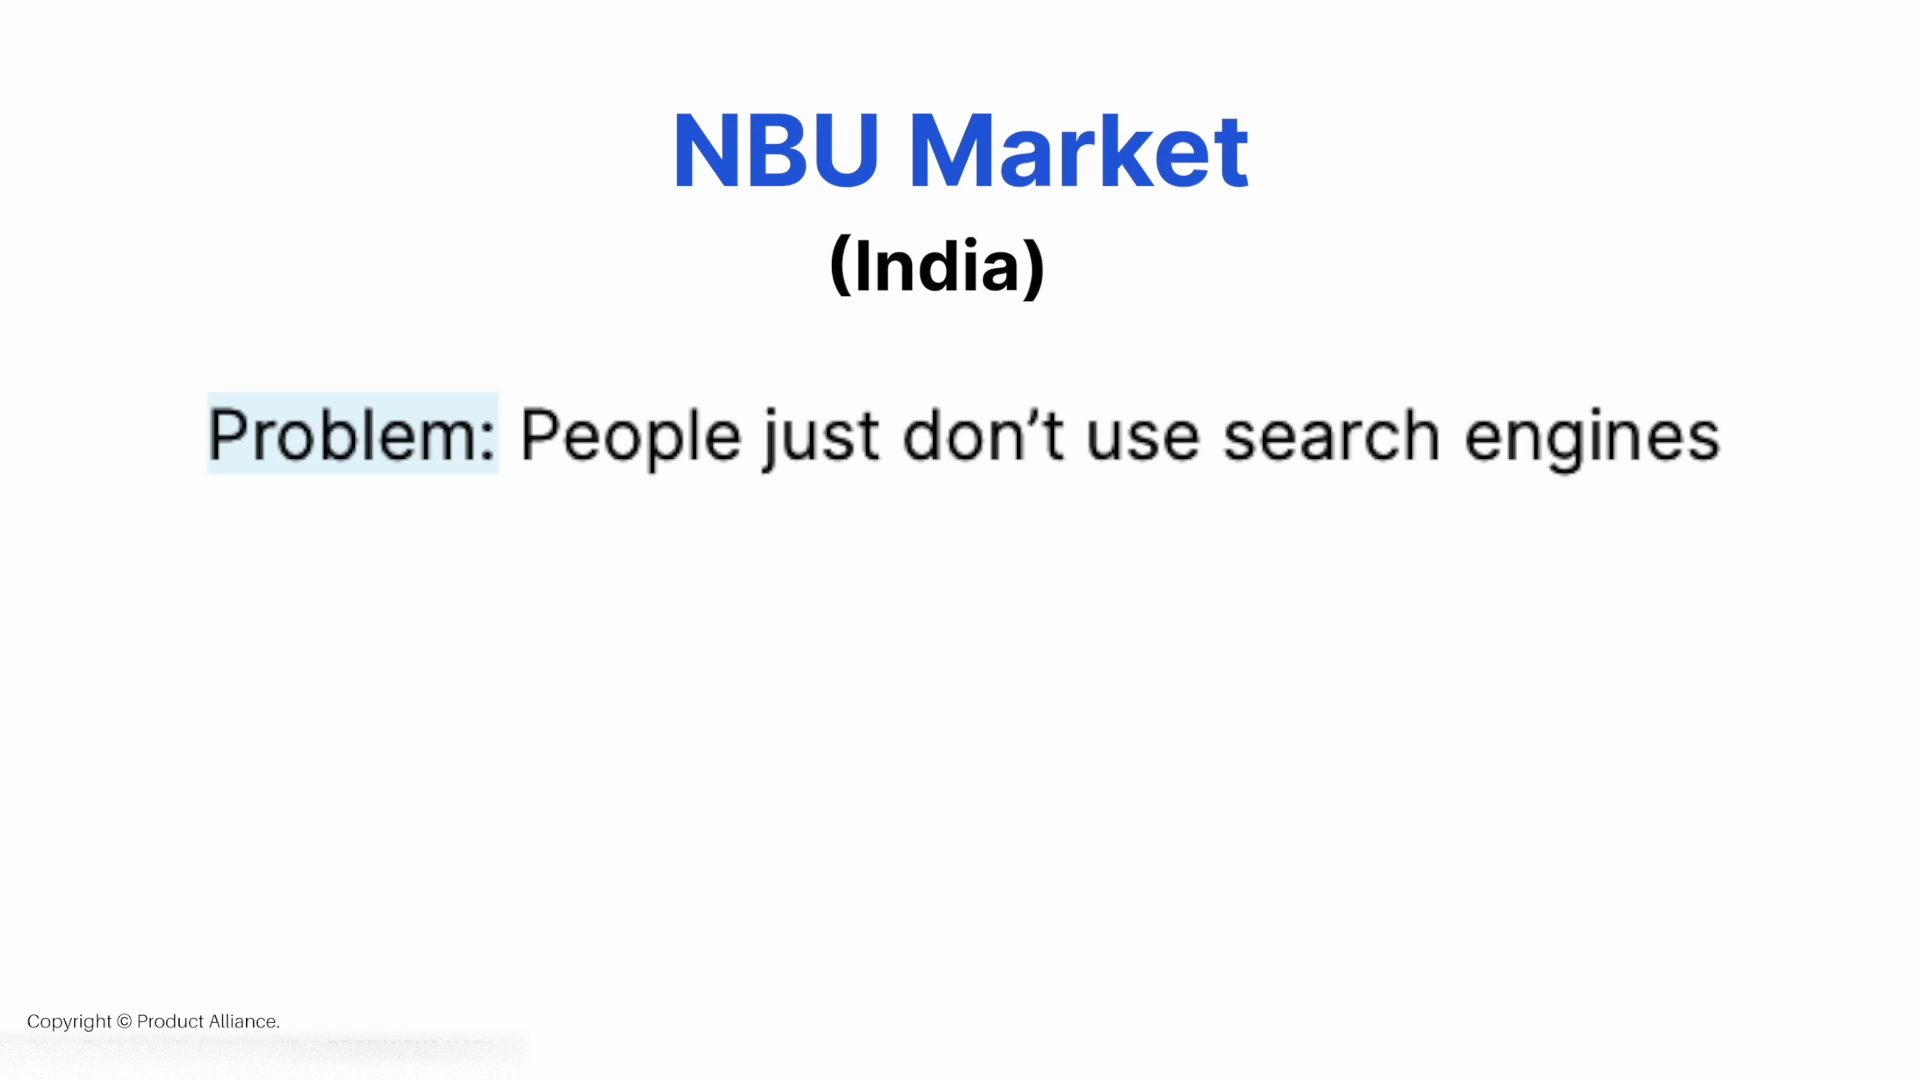 NBU Market
(India)
Problem: People just don’t use search engines
Copyright © Product Alliance.